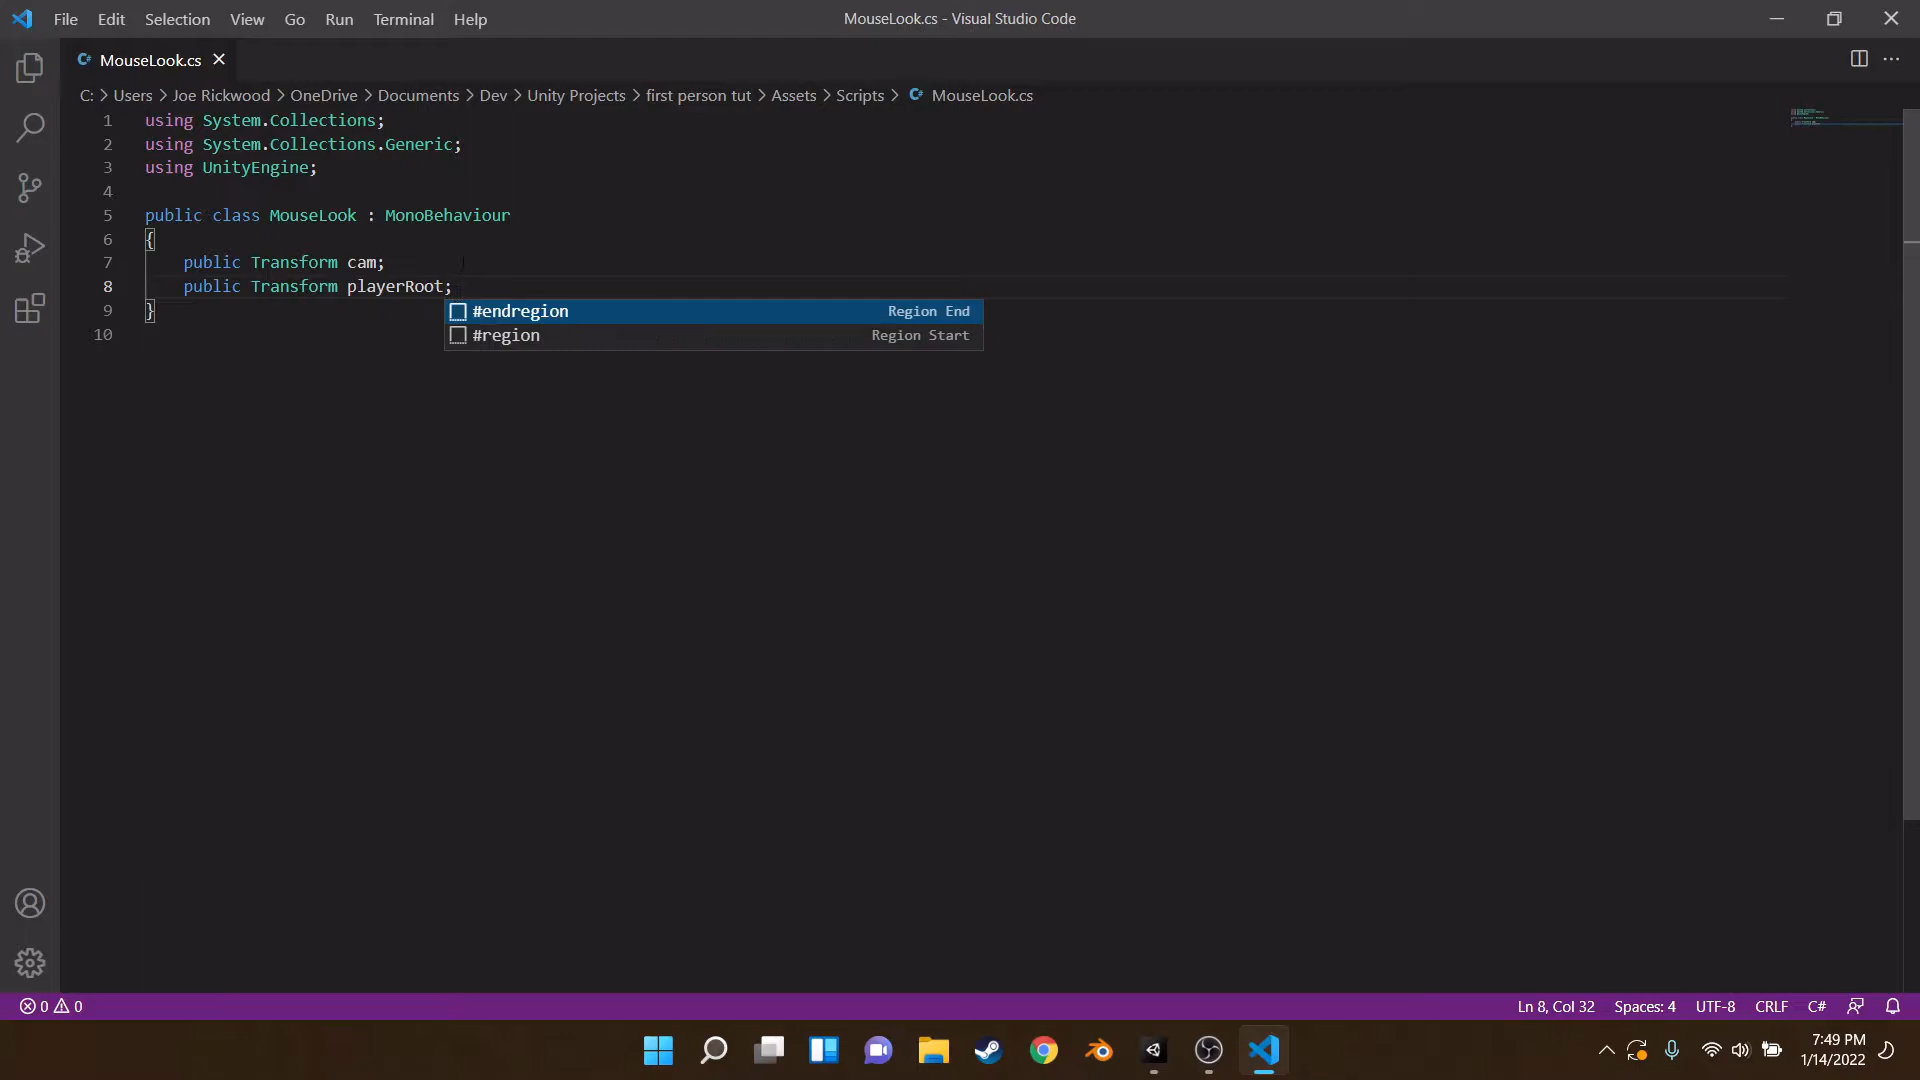 File Edit Selection View Go Run Terminal Help
MouseLook.cs - Visual Studio Code
C# MouseLook.cs
C: > Users > Joe Rickwood > OneDrive > Documents > Dev > Unity Projects > first person tut > Assets > Scripts > C# MouseLook.cs
1 using System.Collections;
2 using System.Collections.Generic;
3 using UnityEngine;
4
5 public class MouseLook : MonoBehaviour
6 {
7 public Transform cam;
8 public Transform playerRoot;
#endregion Region End
9 }
#region Region Start
10
0 0
Ln 8, Col 32 Spaces: 4 UTF-8 CRLF C#
7:49 PM
1/14/2022